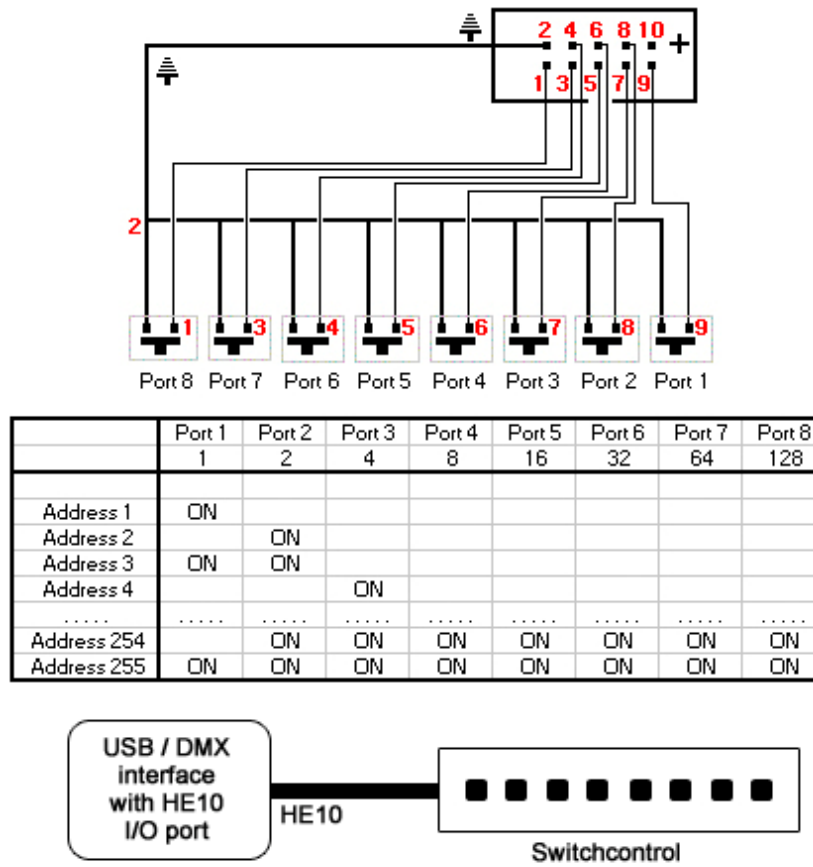 2 4 6 8 10 +
1 3 5 7 9
2
1 3 4 5 6 7 8 9
Port 8 Port 7 Port 6 Port 5 Port 4 Port 3 Port 2 Port 1
Port 1 Port 2 Port 3 Port 4 Port 5 Port 6 Port 7 Port 8
1 2 4 8 16 32 64 128
Address 1 ON
Address 2 ON
Address 3 ON ON
Address 4 ON
. . . . . . . . . . . . . . . . . . . . . . . . . . . . . . . . . . . . . . . . . . . . .
Address 254 ON ON ON ON ON ON ON
Address 255 ON ON ON ON ON ON ON ON
USB / DMX
interface
with HE10
I/O port
HE10
Switchcontrol